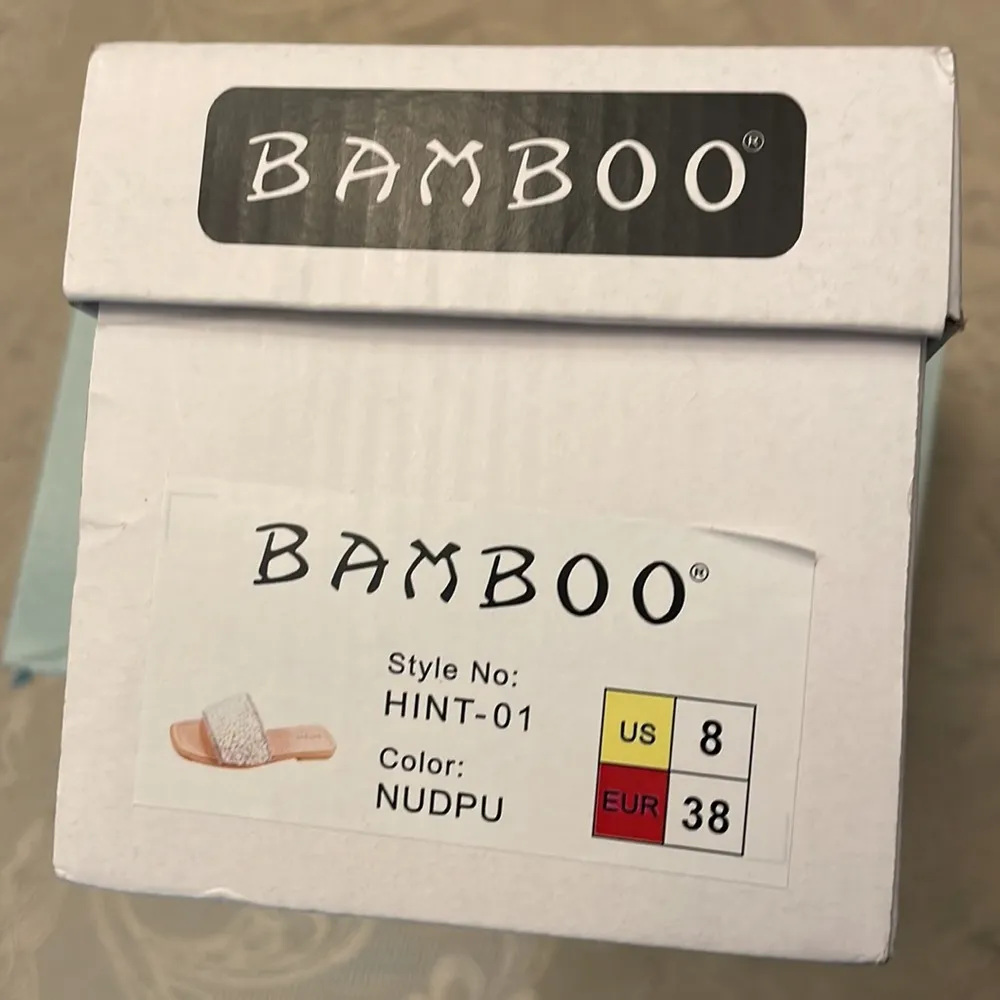 BAMBOO®
BAMBOO®
Style No:
HINT-01
Color:
NUDPU
US 8
EUR 38